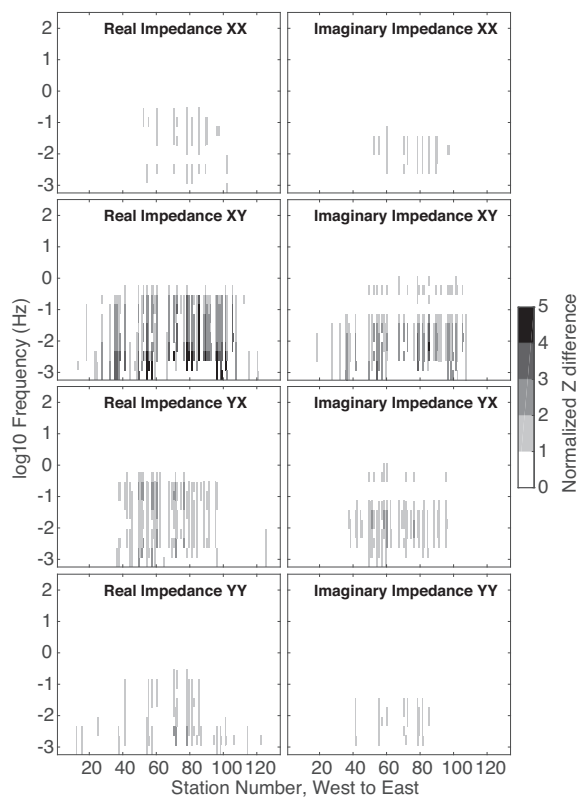 Real Impedance XX
Imaginary Impedance XX
2
1
0
-1
-2
-3
Real Impedance XY
Imaginary Impedance XY
2
1
0
-1
-2
-3
Real Impedance YX
Imaginary Impedance YX
2
1
0
-1
-2
-3
Real Impedance YY
Imaginary Impedance YY
2
1
0
-1
-2
-3
20 40 60 80 100 120
20 40 60 80 100 120
Station Number, West to East
log10 Frequency (Hz)
5
4
3
2
1
0
Normalized Z difference